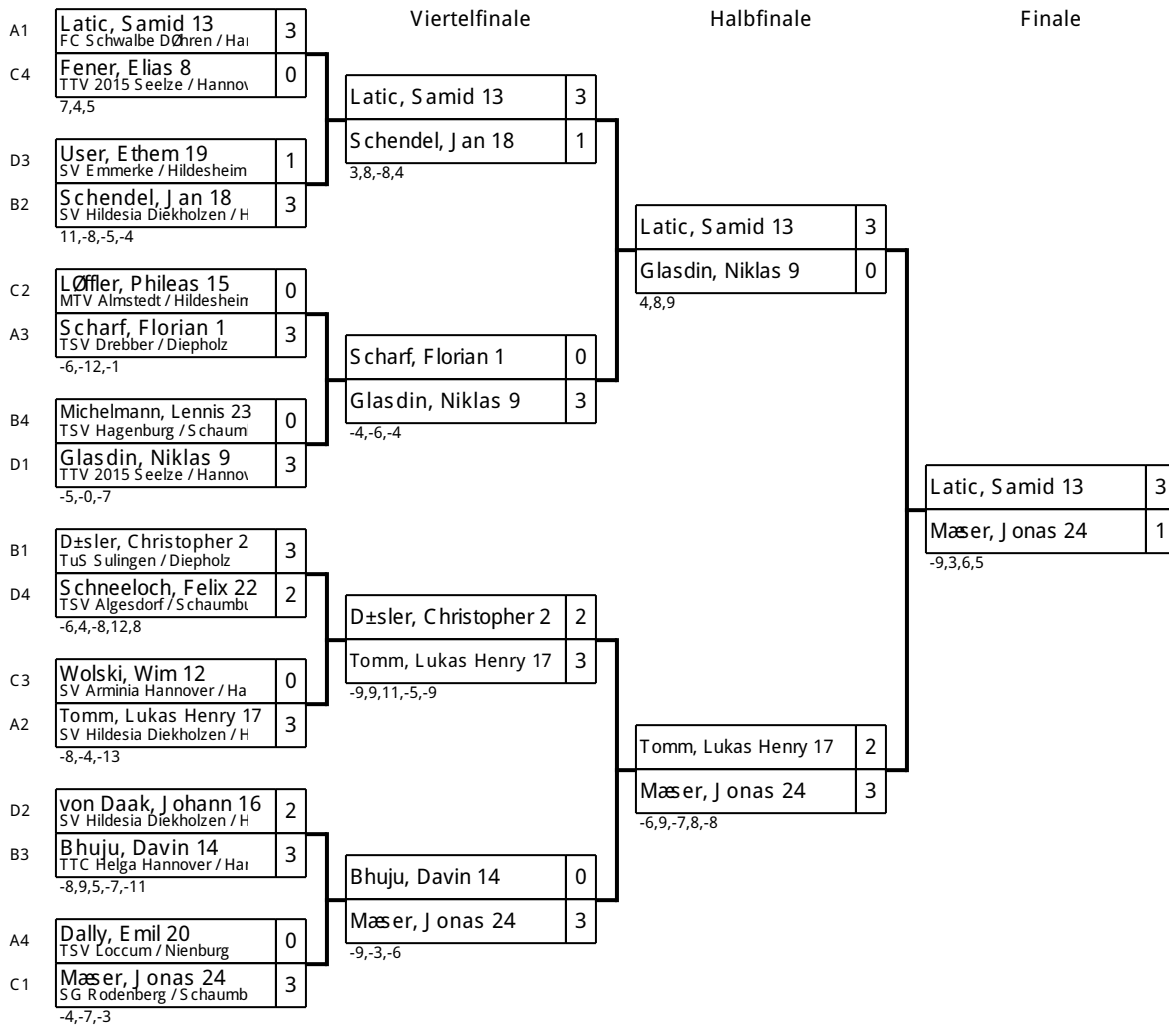 Viertelfinale
Halbfinale
Finale
A1
Latic, Samid 13
3
FC Schwalbe DØhren / Ha
C4
Fener, Elias 8
0
TTV 2015 Seelze / Hannov
7,4,5
D3
User, Ethem 19
1
SV Emmerke / Hildesheim
B2
Schendel, Jan 18
3
SV Hildesia Diekholzen / H
11,-8,-5,-4
C2
LØffler, Phileas 15
0
MTV Almstedt / Hildesheim
A3
Scharf, Florian 1
3
TSV Drebber / Diepholz
-6,-12,-1
B4
Michelmann, Lennis 23
0
TSV Hagenburg / Schaum
D1
Glasdin, Niklas 9
3
TTV 2015 Seelze / Hannov
-5,-0,-7
B1
D±sler, Christopher 2
3
TuS Sulingen / Diepholz
D4
Schneeloch, Felix 22
2
TSV Algesdorf / Schaumbu
-6,4,-8,12,8
C3
Wolski, Wim 12
0
SV Arminia Hannover / Ha
A2
Tomm, Lukas Henry 17
3
SV Hildesia Diekholzen / H
-8,-4,-13
D2
von Daak, Johann 16
2
SV Hildesia Diekholzen / H
B3
Bhuju, Davin 14
3
TTC Helga Hannover / Ha
-8,9,5,-7,-11
A4
Dally, Emil 20
0
TSV Loccum / Nienburg
C1
Mæser, Jonas 24
3
SG Rodenberg / Schaumb
-4,-7,-3
Latic, Samid 13
3
Schendel, Jan 18
1
3,8,-8,4
Scharf, Florian 1
0
Glasdin, Niklas 9
3
-4,-6,-4
D±sler, Christopher 2
2
Tomm, Lukas Henry 17
3
-9,9,11,-5,-9
Bhuju, Davin 14
0
Mæser, Jonas 24
3
-9,-3,-6
Latic, Samid 13
3
Glasdin, Niklas 9
0
4,8,9
Tomm, Lukas Henry 17
2
Mæser, Jonas 24
3
-6,9,-7,8,-8
Latic, Samid 13
3
Mæser, Jonas 24
1
-9,3,6,5